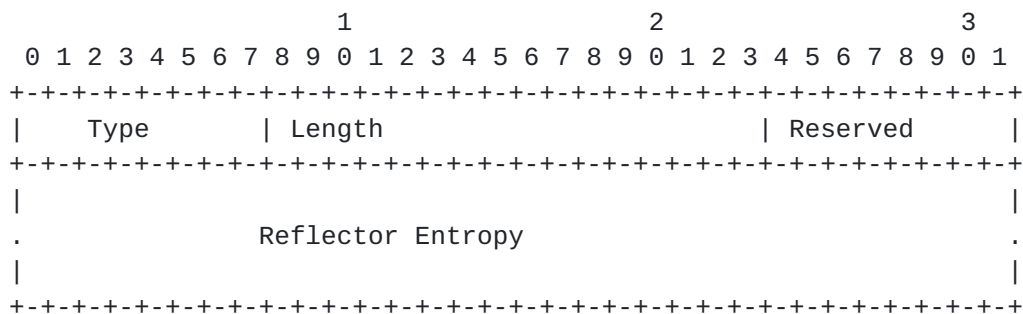 1                   2                   3
 0 1 2 3 4 5 6 7 8 9 0 1 2 3 4 5 6 7 8 9 0 1 2 3 4 5 6 7 8 9 0 1
+-+-+-+-+-+-+-+-+-+-+-+-+-+-+-+-+-+-+-+-+-+-+-+-+-+-+-+-+-+-+-+-+
|    Type       | Length                        | Reserved      |
+-+-+-+-+-+-+-+-+-+-+-+-+-+-+-+-+-+-+-+-+-+-+-+-+-+-+-+-+-+-+-+-+
|                                                               |
.               Reflector Entropy                               .
|                                                               |
+-+-+-+-+-+-+-+-+-+-+-+-+-+-+-+-+-+-+-+-+-+-+-+-+-+-+-+-+-+-+-+-+